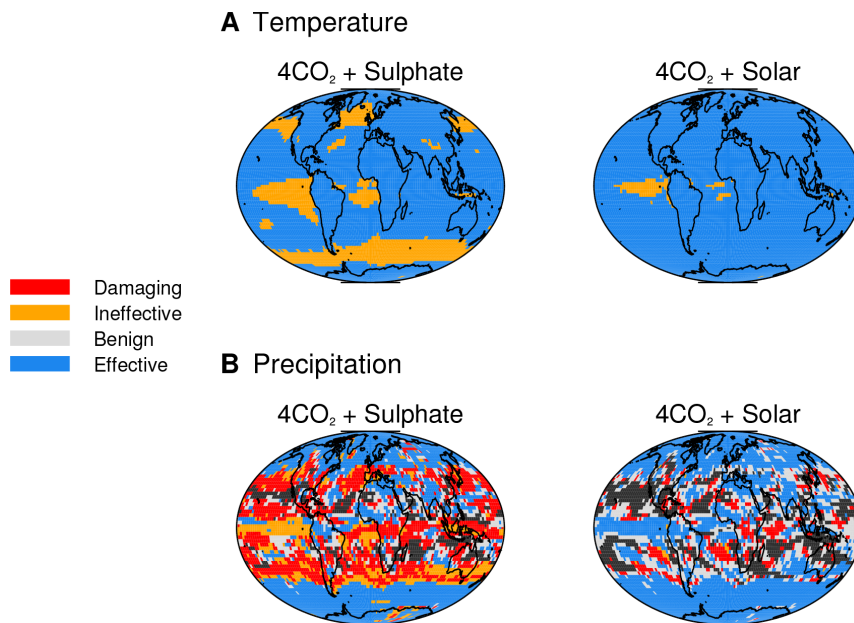 A Temperature
4CO₂ + Sulphate
4CO₂ + Solar
Damaging
Ineffective
Benign
Effective
B Precipitation
4CO₂ + Sulphate
4CO₂ + Solar